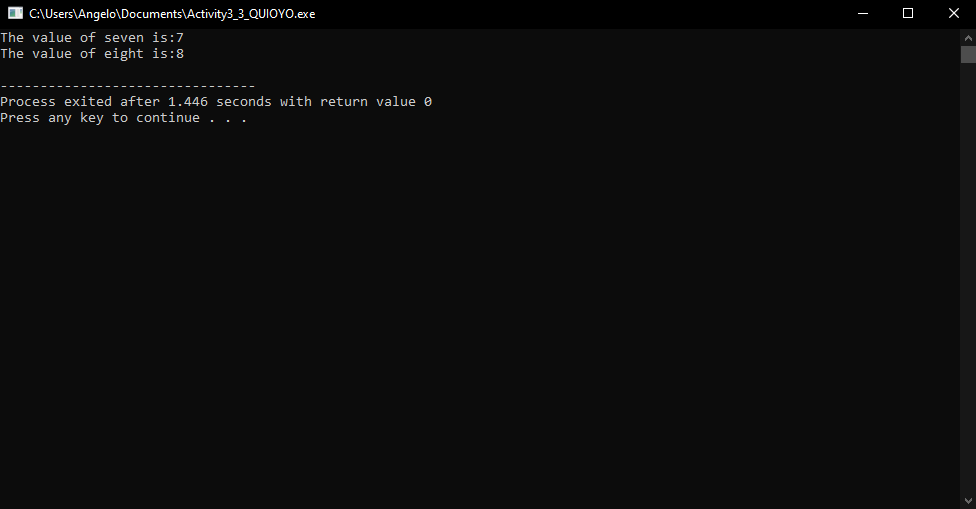 C:\Users\Angelo\Documents\Activity3_3_QUIOYO.exe
The value of seven is:7
The value of eight is:8
--------------------------------
Process exited after 1.446 seconds with return value 0
Press any key to continue . . .